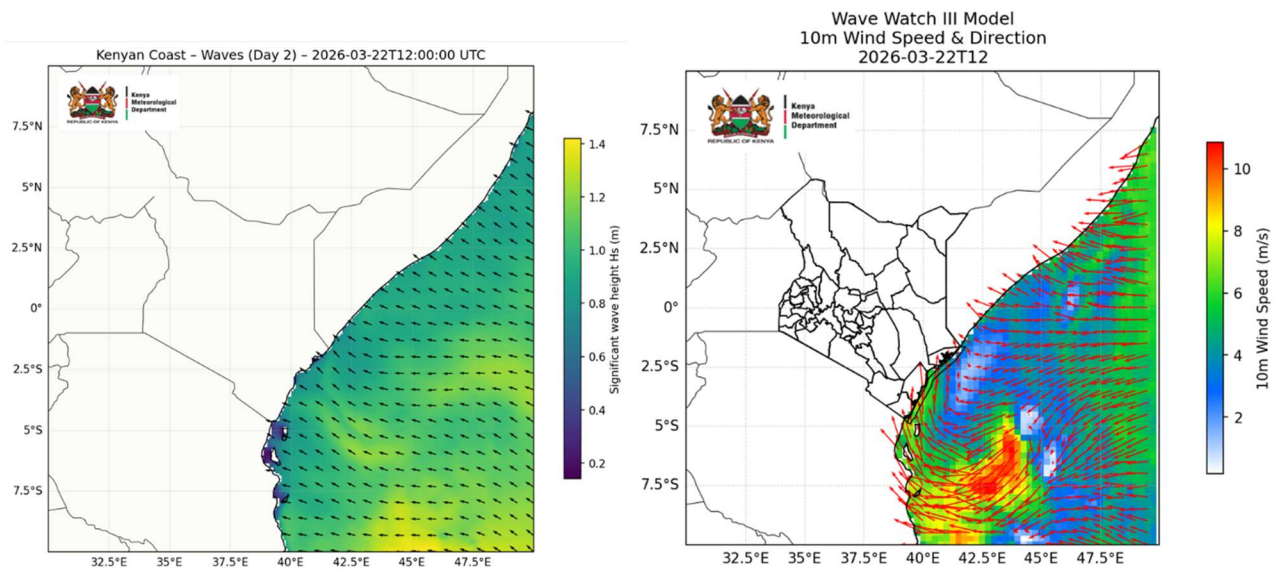 Kenyan Coast – Waves (Day 2) – 2026-03-22T12:00:00 UTC
Kenya
Meteorological
Department
REPUBLIC OF KENYA
7.5°N
5°N
2.5°N
0°
2.5°S
5°S
7.5°S
32.5°E
35°E
37.5°E
40°E
42.5°E
45°E
47.5°E
1.4
1.2
1.0
0.8
0.6
0.4
0.2
Significant wave height Hs (m)
Wave Watch III Model
10m Wind Speed & Direction
2026-03-22T12
Kenya
Meteorological
Department
REPUBLIC OF KENYA
7.5°N
5°N
2.5°N
0°
2.5°S
5°S
7.5°S
32.5°E
35°E
37.5°E
40°E
42.5°E
45°E
47.5°E
10
8
6
4
2
10m Wind Speed (m/s)